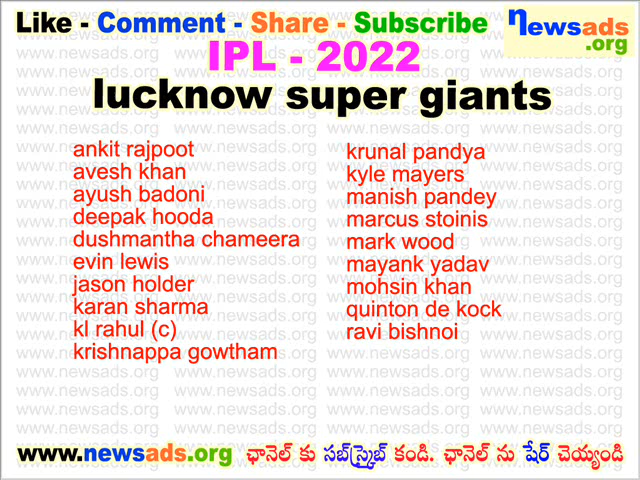 Like - Comment - Share - Subscribe
newsads
.org
IPL - 2022
lucknow super giants
ankit rajpoot
avesh khan
ayush badoni
deepak hooda
dushmantha chameera
evin lewis
jason holder
karan sharma
kl rahul (c)
krishnappa gowtham
krunal pandya
kyle mayers
manish pandey
marcus stoinis
mark wood
mayank yadav
mohsin khan
quinton de kock
ravi bishnoi
www.newsads.org ఛానెల్ కు సబ్‌స్క్రైబ్ కండి. ఛానెల్ ను షేర్ చెయ్యండి